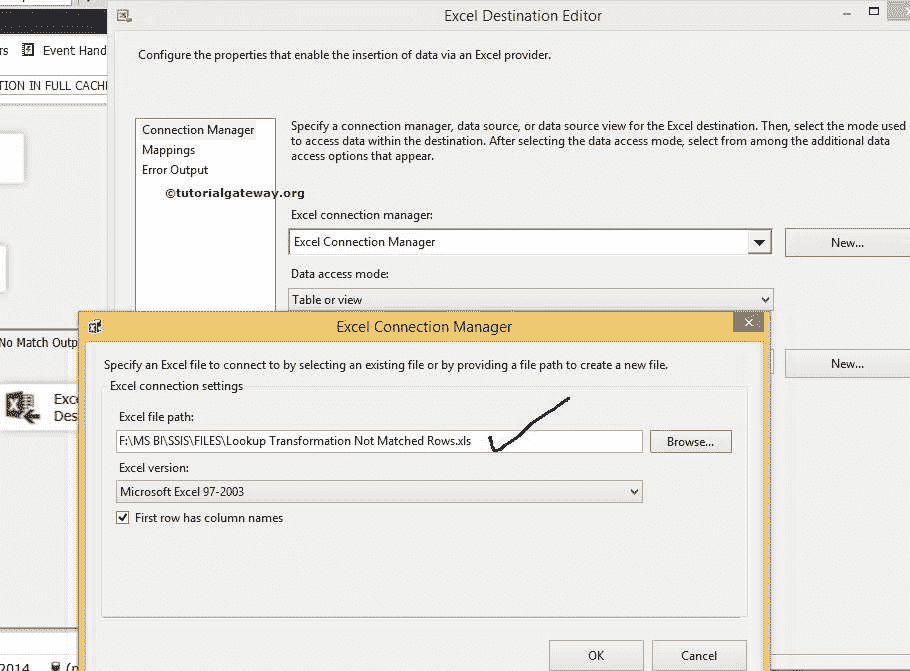 Excel Destination Editor
rs Event Hand
Configure the properties that enable the insertion of data via an Excel provider.
TION IN FULL CACHE
Connection Manager
Mappings
Error Output
©tutorialgateway.org
Specify a connection manager, data source, or data source view for the Excel destination. Then, select the mode used
to access data within the destination. After selecting the data access mode, select from among the additional data
access options that appear.
Excel connection manager:
Excel Connection Manager
New...
Data access mode:
Table or view
New...
No Match Outp
Exce
Des
Excel Connection Manager
Specify an Excel file to connect to by selecting an existing file or by providing a file path to create a new file.
Excel connection settings
Excel file path:
F:\MS BI\SSIS\FILES\Lookup Transformation Not Matched Rows.xls
Browse...
Excel version:
Microsoft Excel 97-2003
First row has column names
OK
Cancel
2014